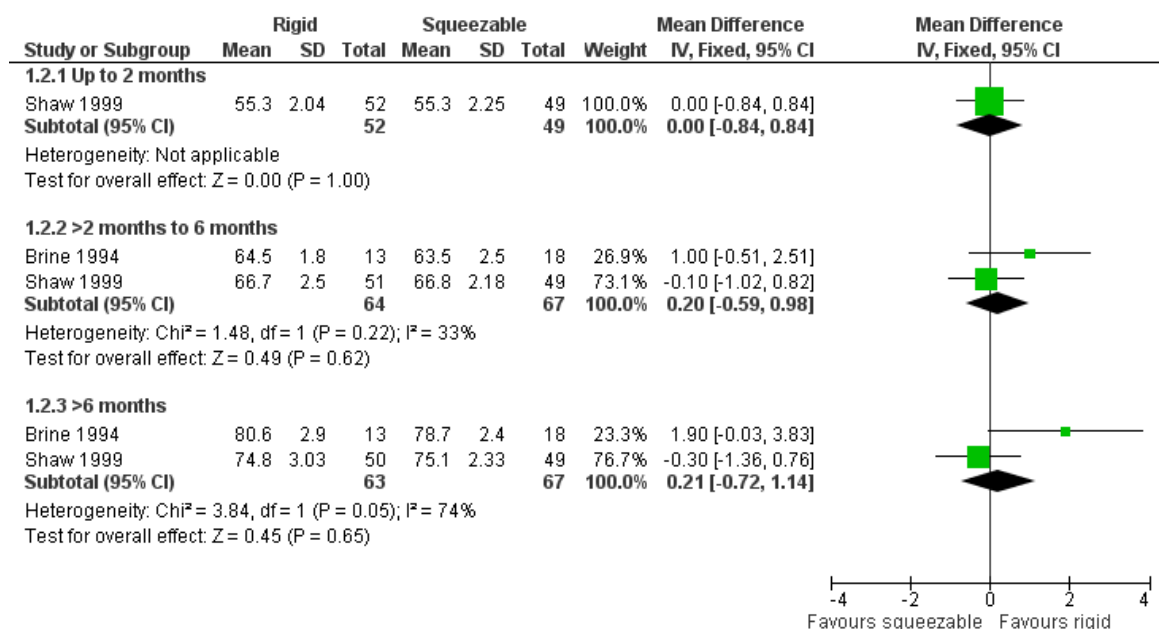 Rigid Squeezable Mean Difference Mean Difference
Study or Subgroup Mean SD Total Mean SD Total Weight IV, Fixed, 95% CI IV, Fixed, 95% CI
1.2.1 Up to 2 months
Shaw 1999 55.3 2.04 52 55.3 2.25 49 100.0% 0.00 [-0.84, 0.84]
Subtotal (95% CI) 52 49 100.0% 0.00 [-0.84, 0.84]
Heterogeneity: Not applicable
Test for overall effect: Z = 0.00 (P = 1.00)
1.2.2 >2 months to 6 months
Brine 1994 64.5 1.8 13 63.5 2.5 18 26.9% 1.00 [-0.51, 2.51]
Shaw 1999 66.7 2.5 51 66.8 2.18 49 73.1% -0.10 [-1.02, 0.82]
Subtotal (95% CI) 64 67 100.0% 0.20 [-0.59, 0.98]
Heterogeneity: Chi² = 1.48, df = 1 (P = 0.22); I² = 33%
Test for overall effect: Z = 0.49 (P = 0.62)
1.2.3 >6 months
Brine 1994 80.6 2.9 13 78.7 2.4 18 23.3% 1.90 [-0.03, 3.83]
Shaw 1999 74.8 3.03 50 75.1 2.33 49 76.7% -0.30 [-1.36, 0.76]
Subtotal (95% CI) 63 67 100.0% 0.21 [-0.72, 1.14]
Heterogeneity: Chi² = 3.84, df = 1 (P = 0.05); I² = 74%
Test for overall effect: Z = 0.45 (P = 0.65)
-4 -2 0 2 4
Favours squeezable Favours rigid